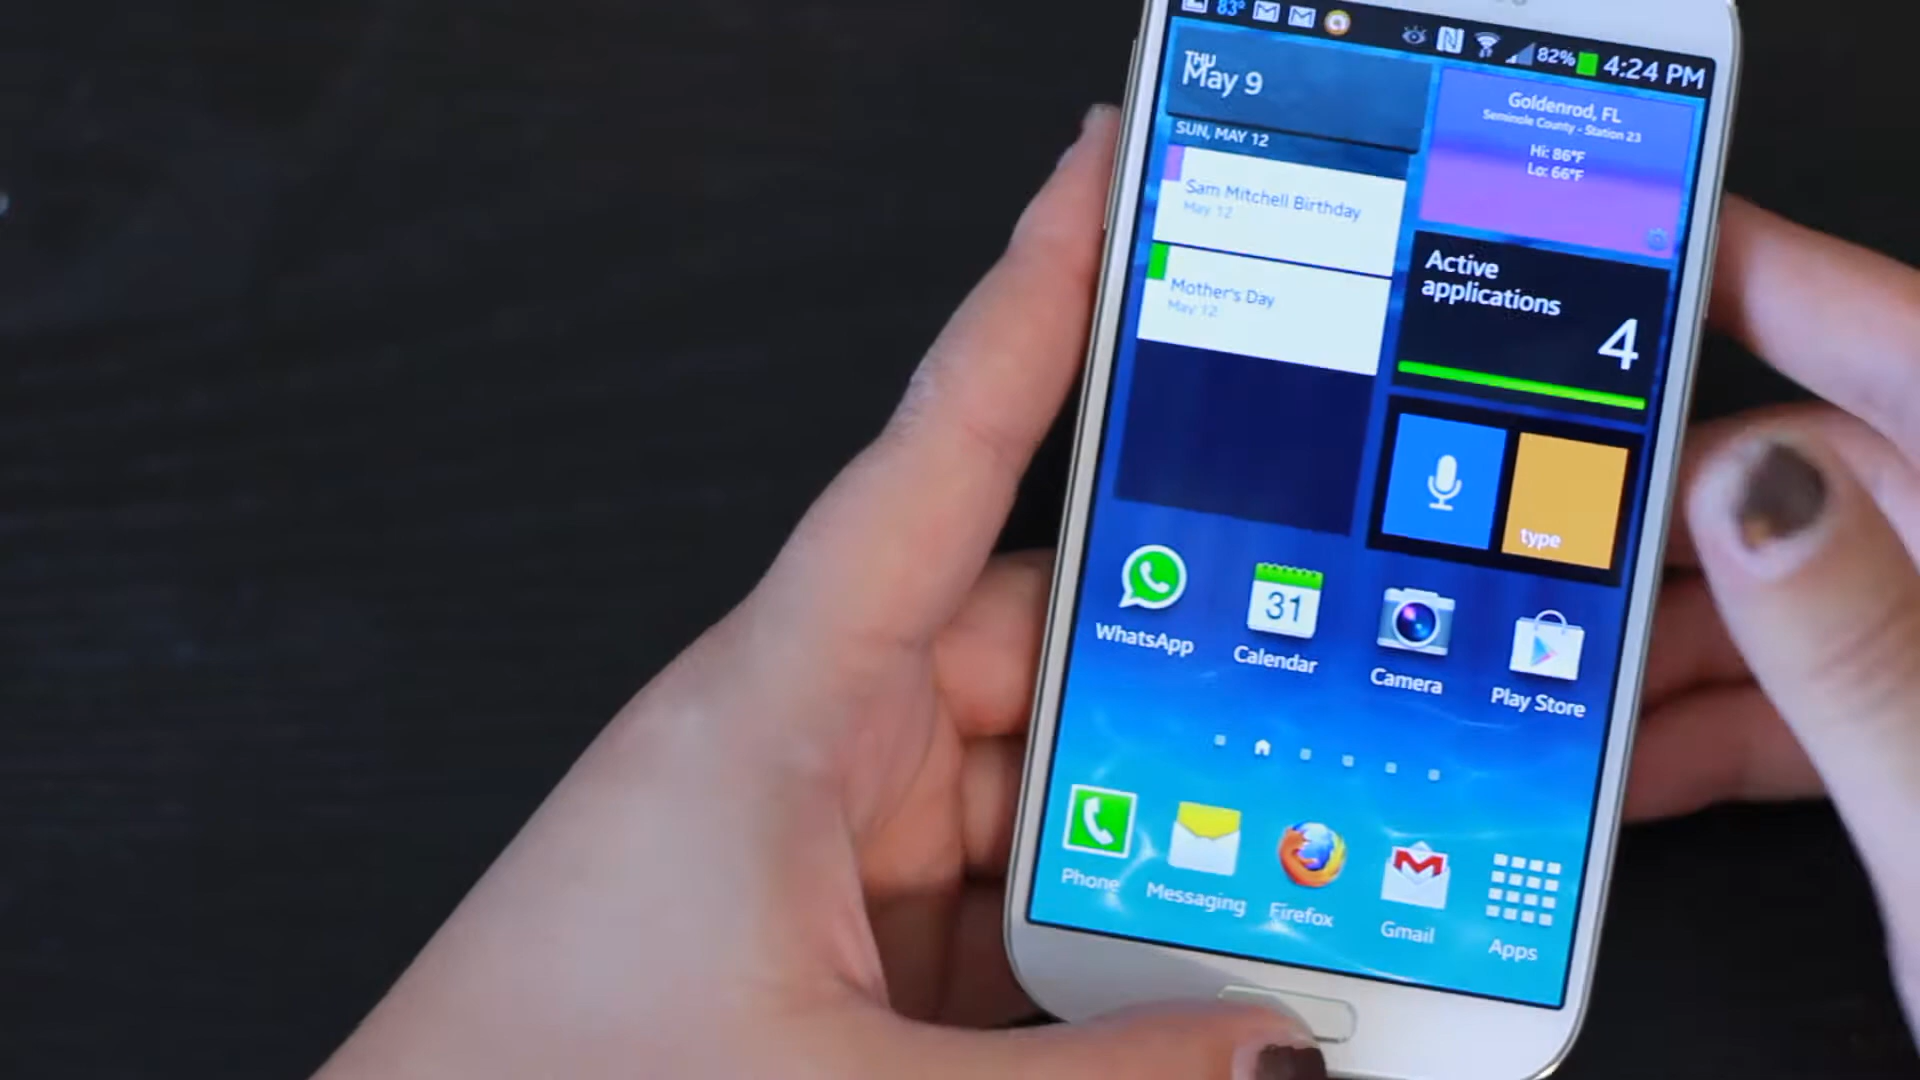 83°
82%
4:24 PM
THU
May 9
SUN, MAY 12
Sam Mitchell Birthday
May 12
Mother's Day
May 12
Goldenrod, FL
Seminole County - Station 23
Hi: 86°F
Lo: 66°F
Active
applications
4
type
WhatsApp
31
Calendar
Camera
Play Store
Phone
Messaging
Firefox
Gmail
Apps